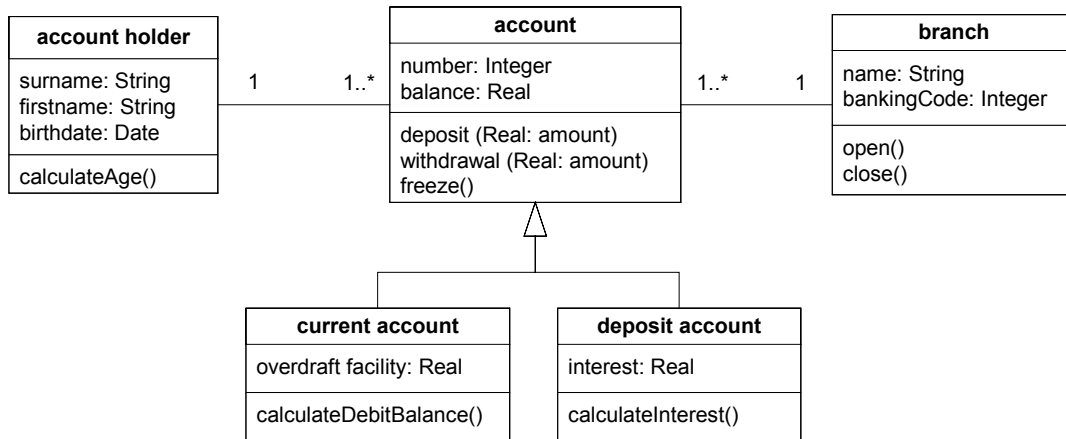 account holder
surname: String
firstname: String
birthdate: Date
calculateAge()
1
1..*
account
number: Integer
balance: Real
deposit (Real: amount)
withdrawal (Real: amount)
freeze()
1..*
1
branch
name: String
bankingCode: Integer
open()
close()
current account
overdraft facility: Real
calculateDebitBalance()
deposit account
interest: Real
calculateInterest()